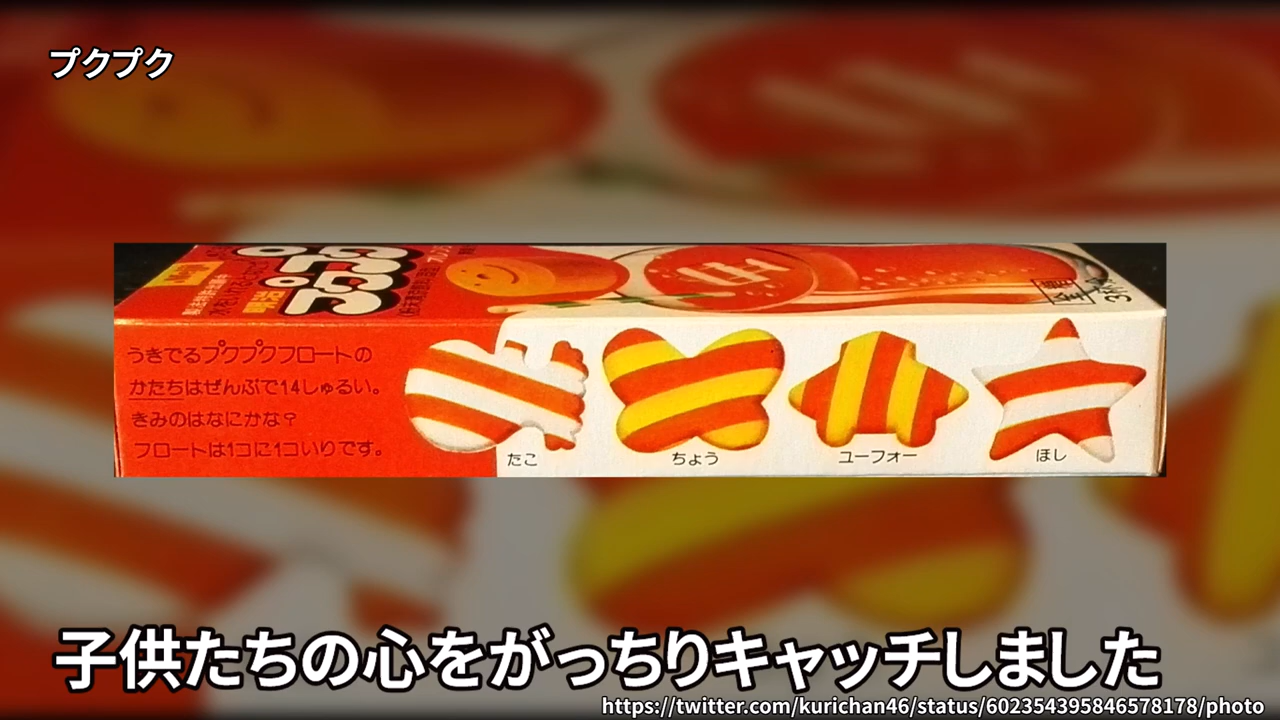 プクプク
うきでるプクプクフロートの
かたちはぜんぶで14しゅるい。
きみのはなにかな?
フロートは1コに1コいりです。
たこ
ちょう
ユーフォー
ほし
子供たちの心をがっちりキャッチしました
https://twitter.com/kurichan46/status/602354395846578178/photo